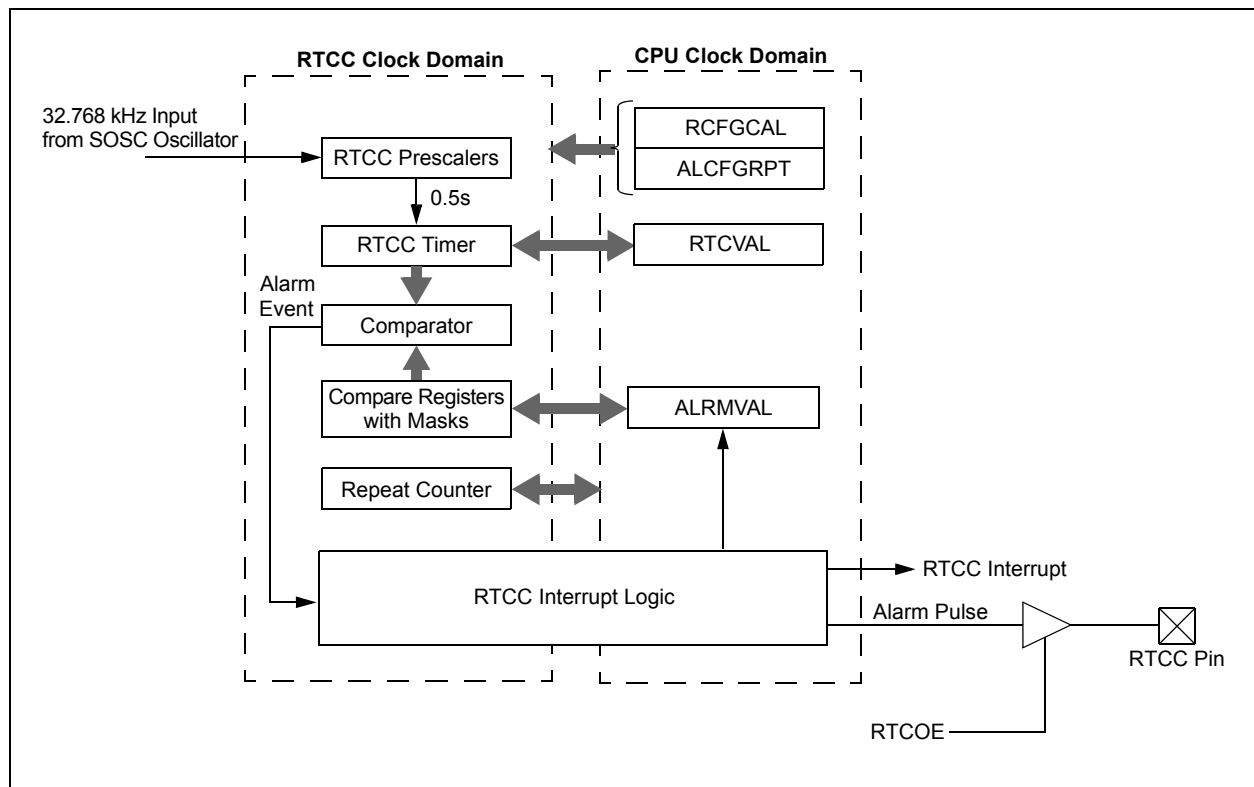 RTCC Clock Domain
CPU Clock Domain
32.768 kHz Input
from SOSC Oscillator
RCFGCAL
RTCC Prescalers
ALCFGRPT
0.5s
RTCC Timer
RTCVAL
Alarm
Event
Comparator
Compare Registers
with Masks
ALRMVAL
Repeat Counter
RTCC Interrupt Logic
RTCC Interrupt
Alarm Pulse
RTCC Pin
RTCOE